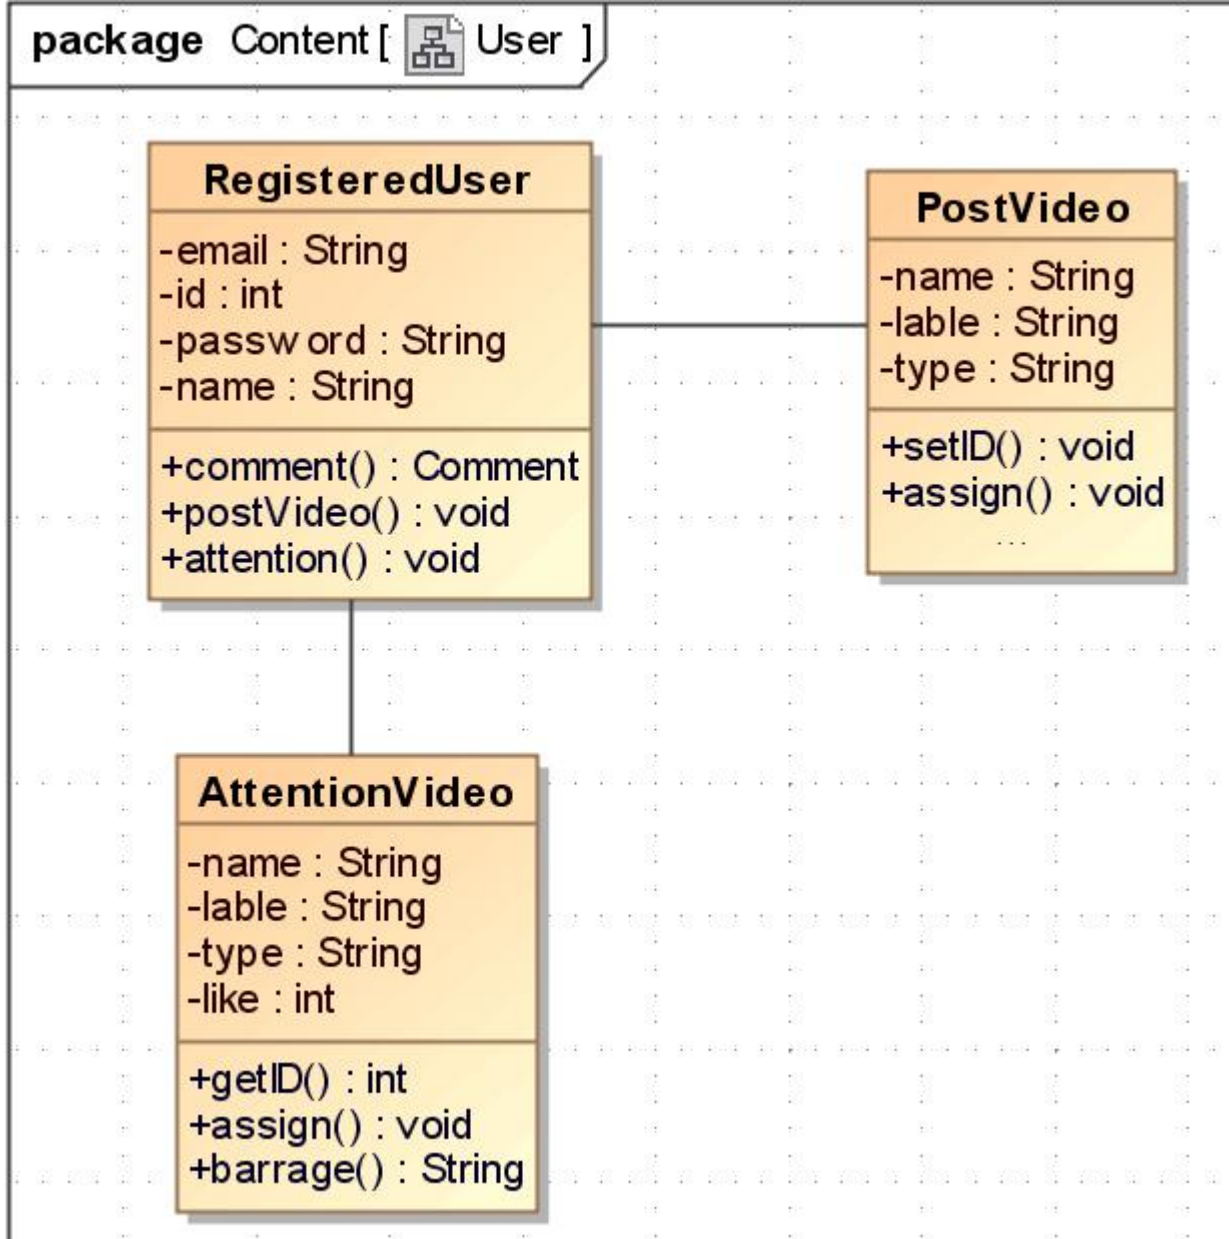 package Content [ User ]
RegisteredUser
-email : String
-id : int
-password : String
-name : String
+comment() : Comment
+postVideo() : void
+attention() : void
PostVideo
-name : String
-lable : String
-type : String
+setID() : void
+assign() : void
...
AttentionVideo
-name : String
-lable : String
-type : String
-like : int
+getID() : int
+assign() : void
+barrage() : String